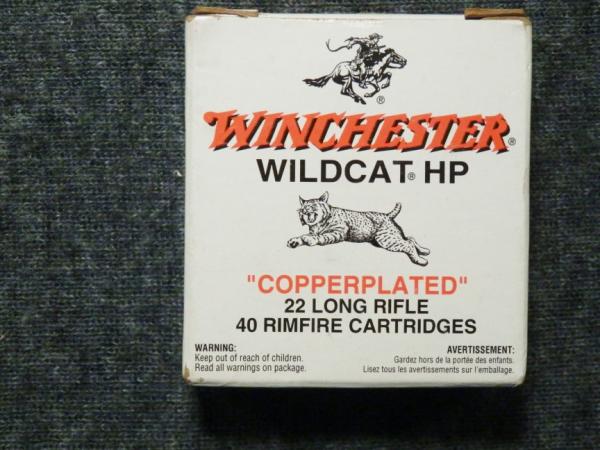 ®
WINCHESTER®
WILDCAT® HP
"COPPERPLATED"
22 LONG RIFLE
40 RIMFIRE CARTRIDGES
WARNING:
Keep out of reach of children.
Read all warnings on package.
AVERTISSEMENT:
Gardez hors de la portée des enfants.
Lisez tous les avertissements sur l'emballage.